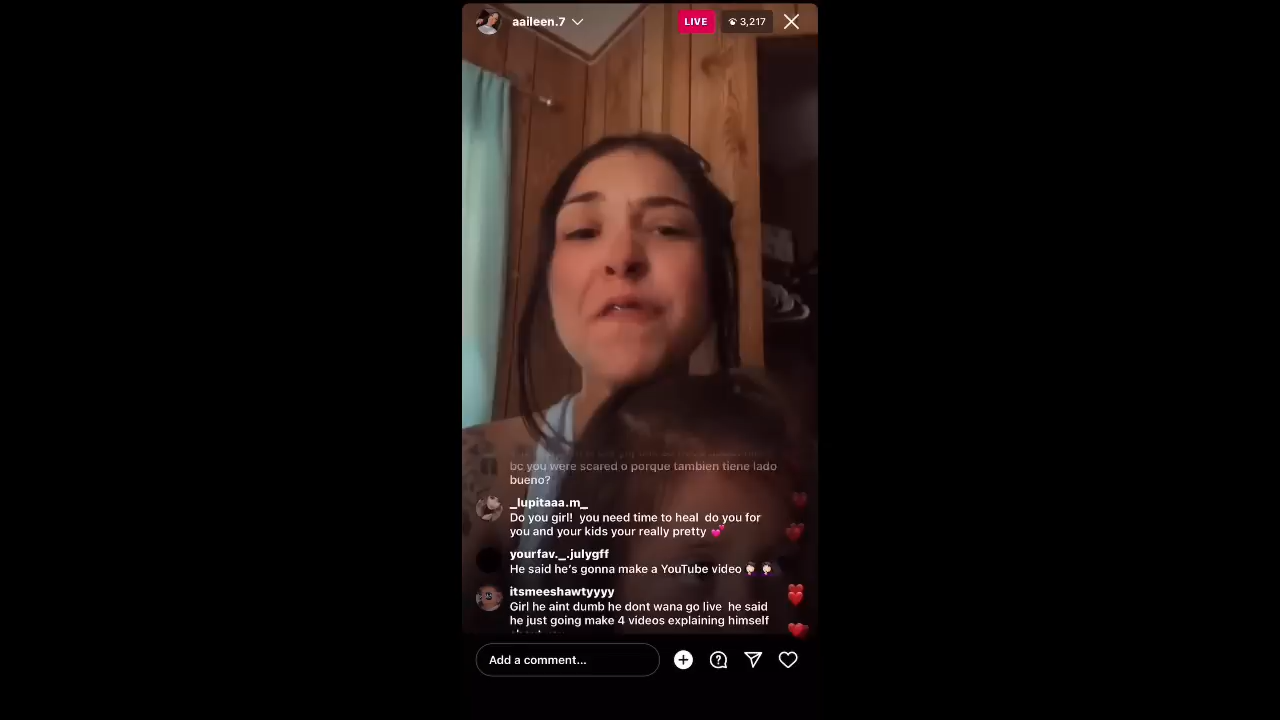 aaileen.7
LIVE
3,217
bc you were scared o porque tambien tiene lado
bueno?
_lupitaaa.m_
Do you girl! you need time to heal do you for
you and your kids your really pretty 💕
yourfav._.julygff
He said he's gonna make a YouTube video 🤦🏻‍♀️🤦🏻‍♀️
itsmeeshawtyyyy
Girl he aint dumb he dont wana go live he said
he just going make 4 videos explaining himself
Add a comment...